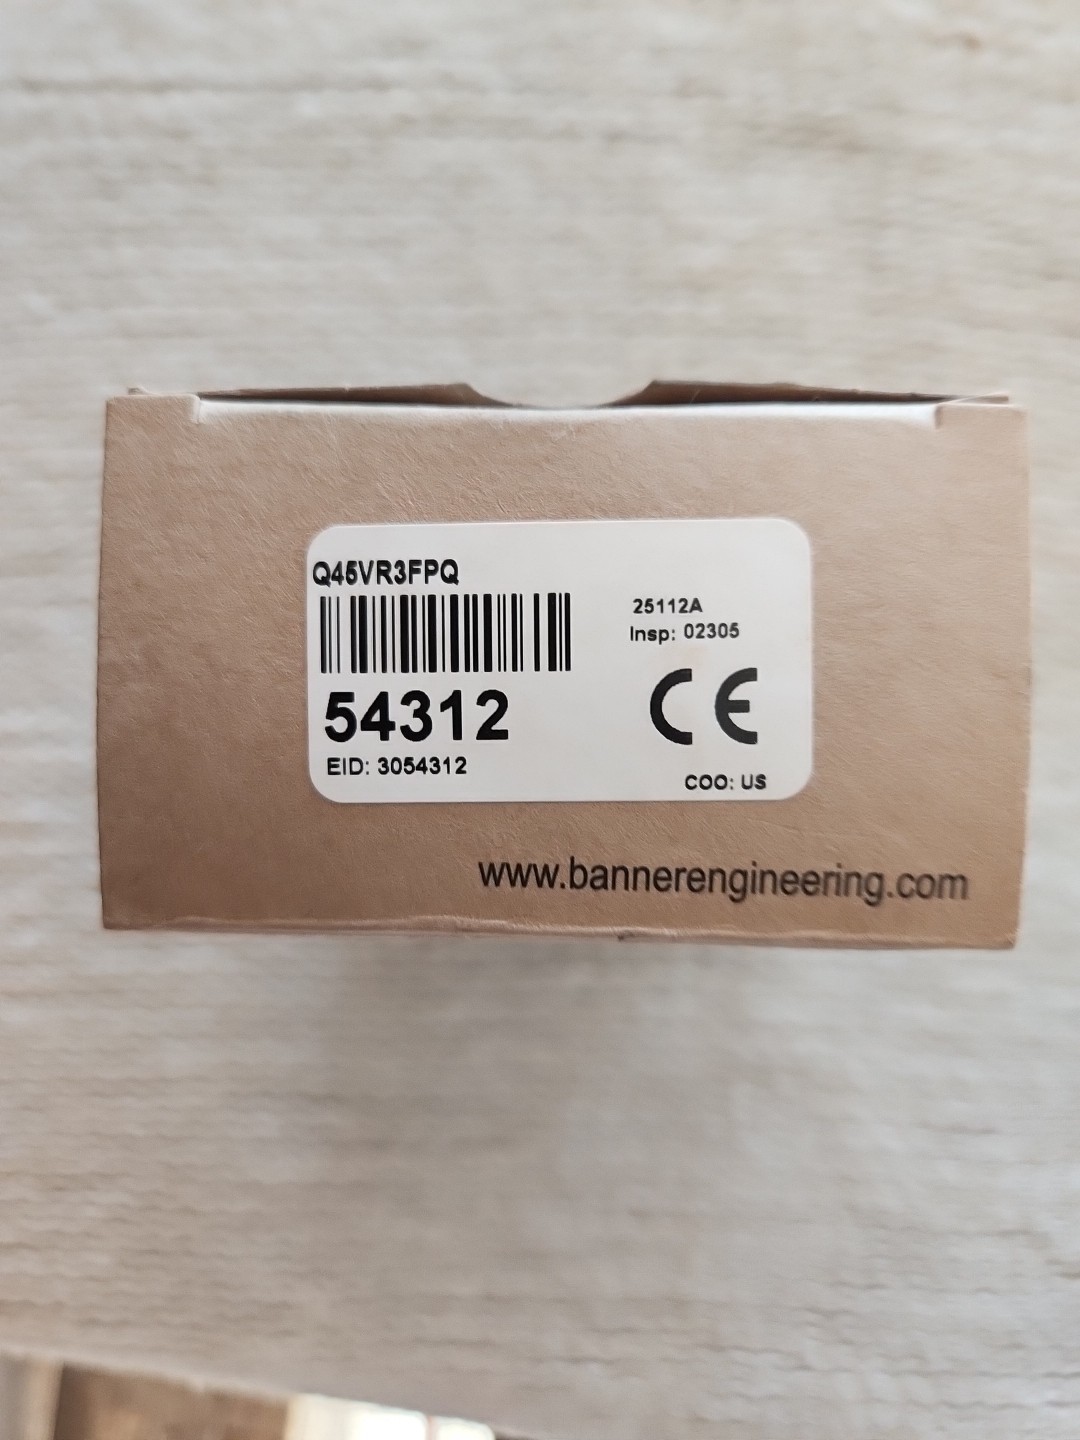 Q45VR3FPQ
25112A
Insp: 02305
54312
EID: 3054312
CE
COO: US
www.bannerengineering.com